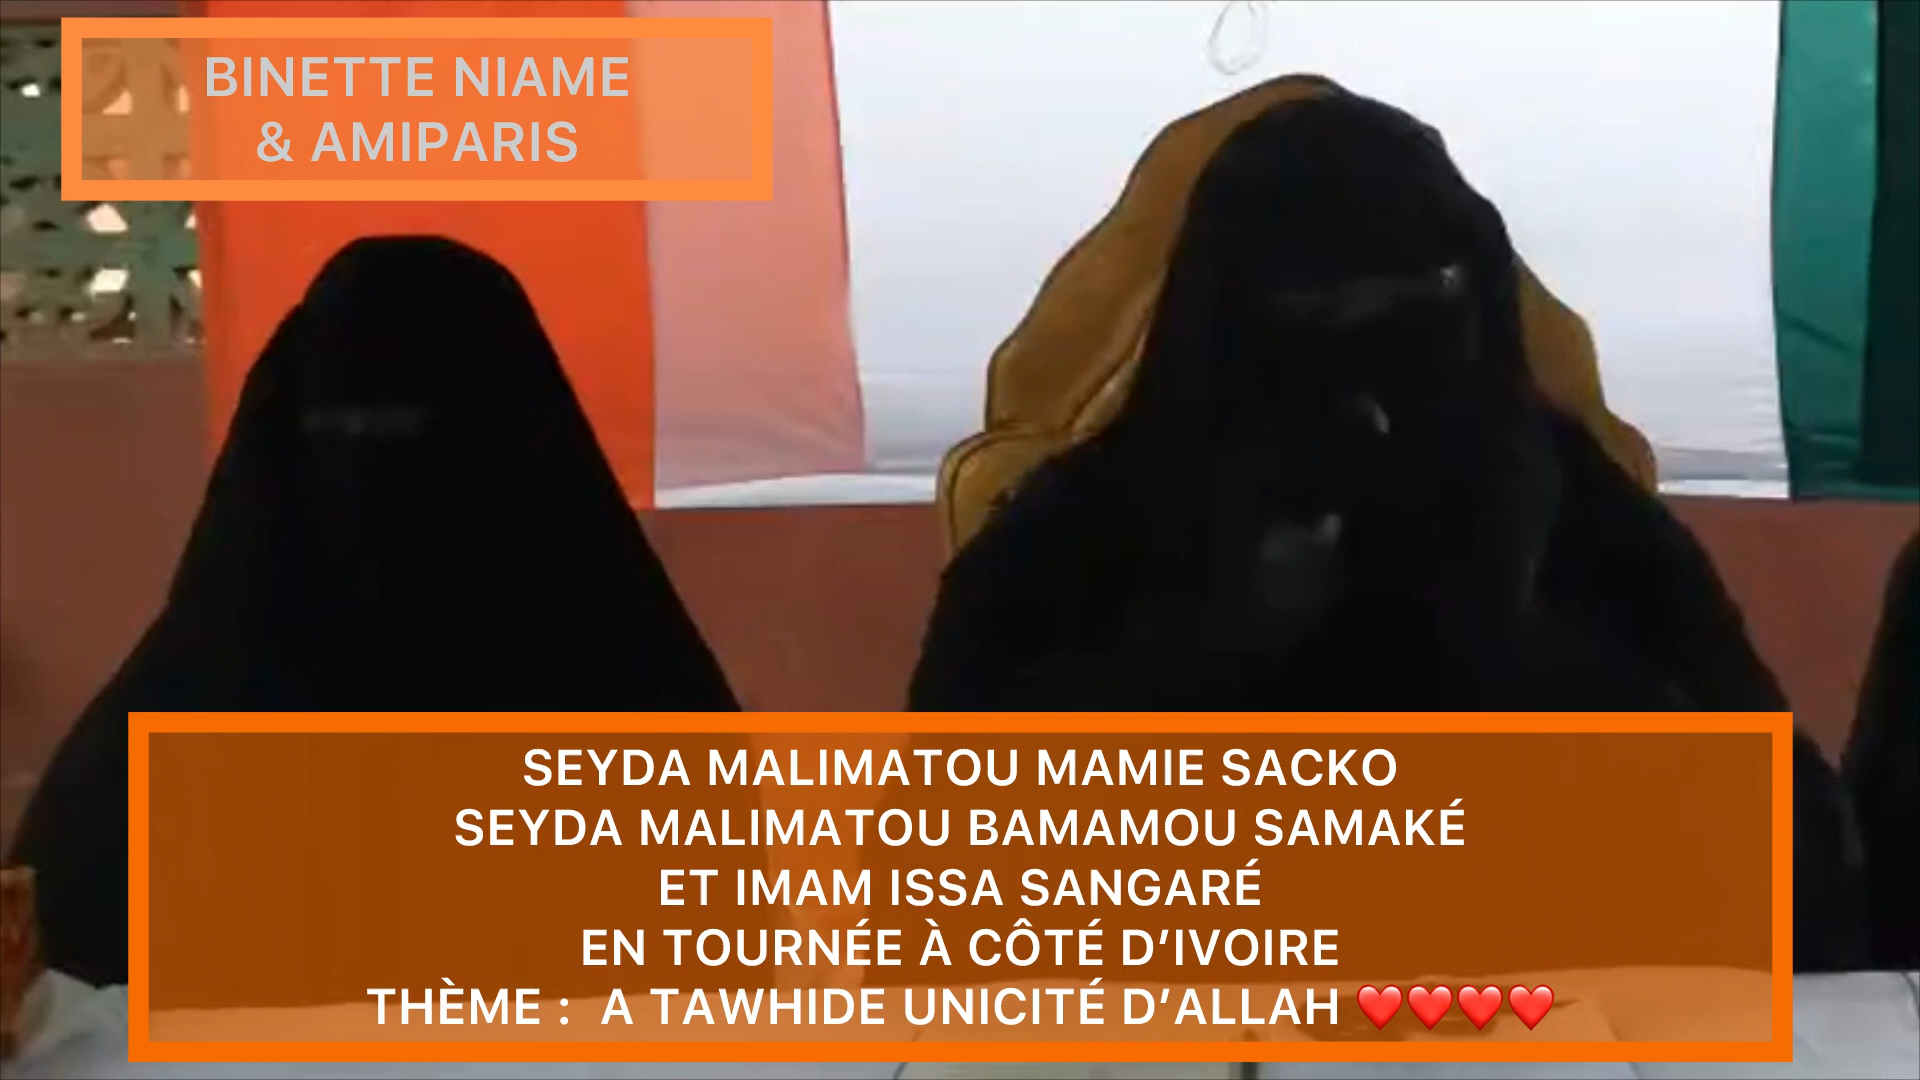 BINETTE NIAME
& AMIPARIS
SEYDA MALIMATOU MAMIE SACKO
SEYDA MALIMATOU BAMAMOU SAMAKÉ
ET IMAM ISSA SANGARÉ
EN TOURNÉE À CÔTÉ D’IVOIRE
THÈME :  A TAWHIDE UNICITÉ D’ALLAH ❤️❤️❤️❤️